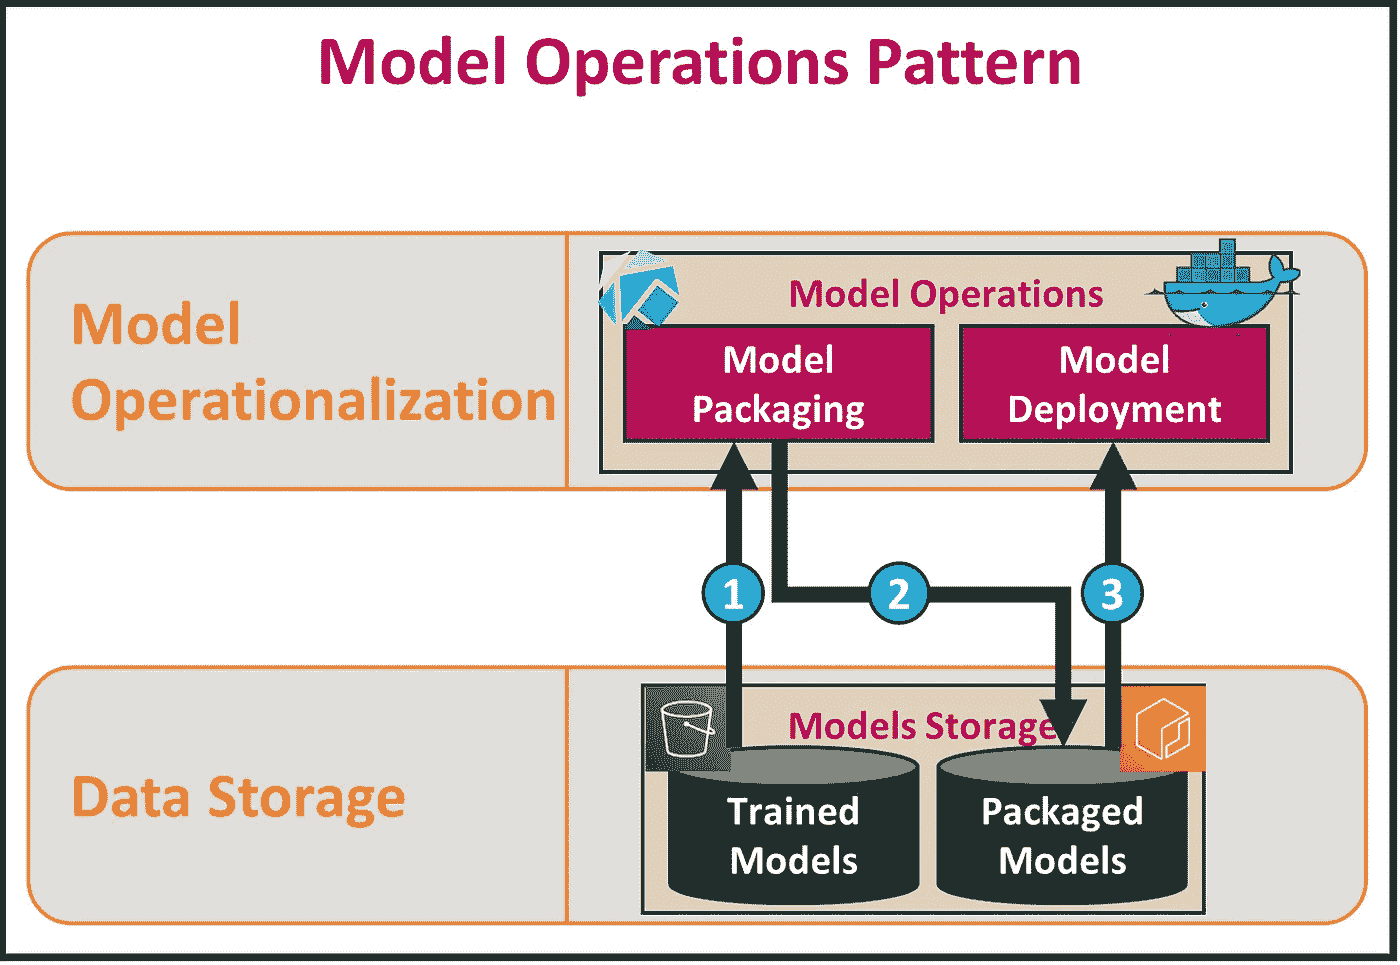 Model Operations Pattern
Model
Operationalization
Model Operations
Model
Packaging
Model
Deployment
1
2
3
Data Storage
Models Storage
Trained
Models
Packaged
Models